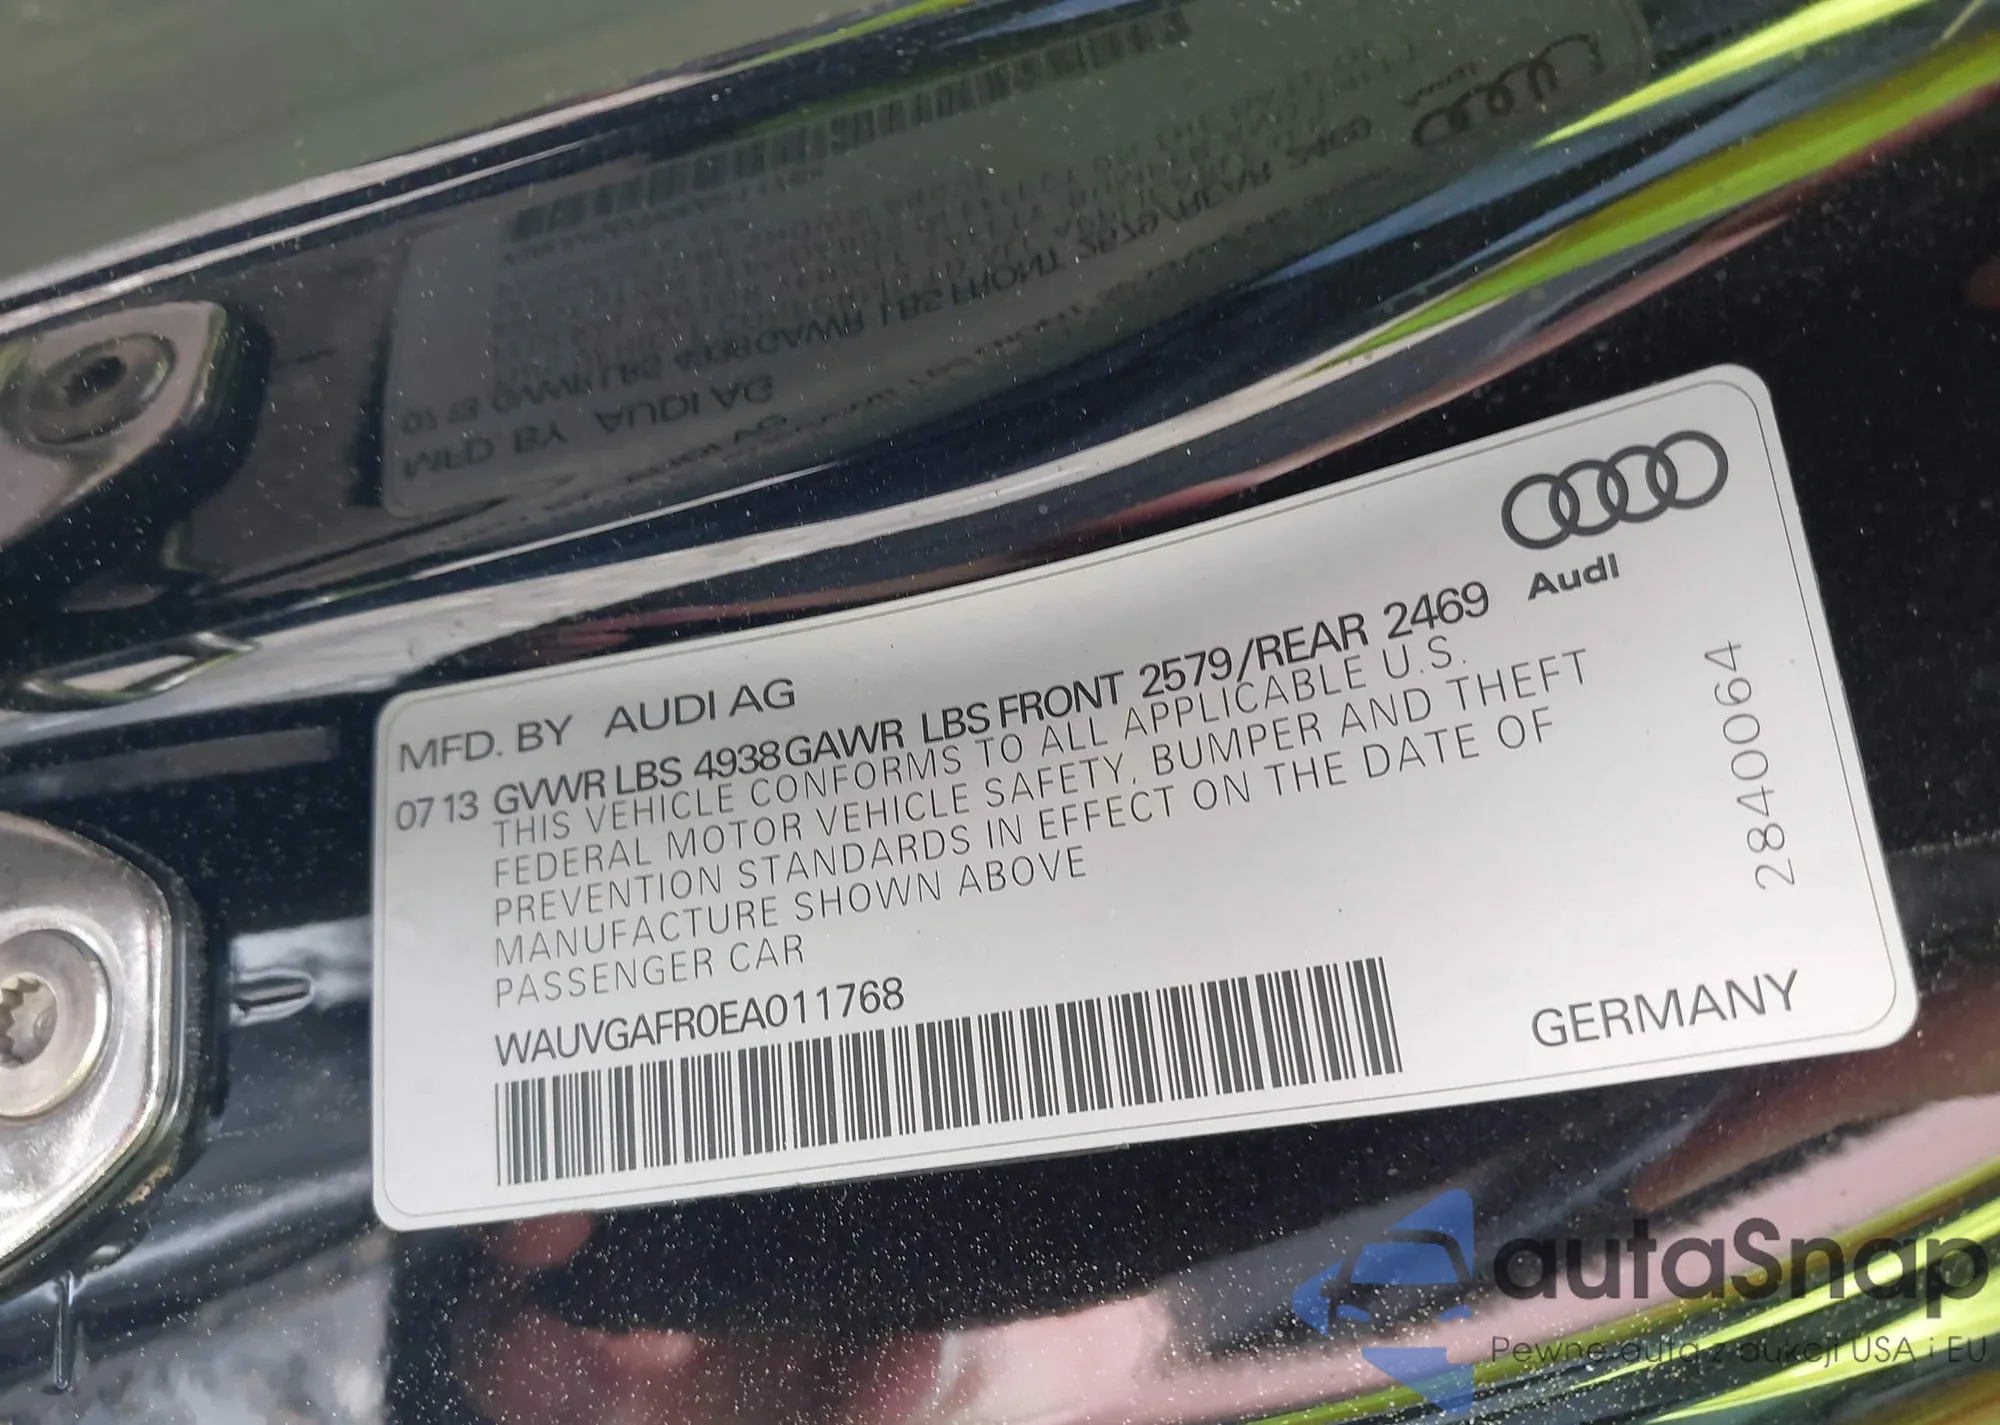 Audi
MFD. BY AUDI AG
07 13 GVWR LBS 4938 GAWR LBS FRONT 2579/REAR 2469
THIS VEHICLE CONFORMS TO ALL APPLICABLE U.S.
FEDERAL MOTOR VEHICLE SAFETY, BUMPER AND THEFT
PREVENTION STANDARDS IN EFFECT ON THE DATE OF
MANUFACTURE SHOWN ABOVE
PASSENGER CAR
WAUVGAFR0EA011768
GERMANY
2840064
autaSnap
Pewne auta z aukcji USA i EU